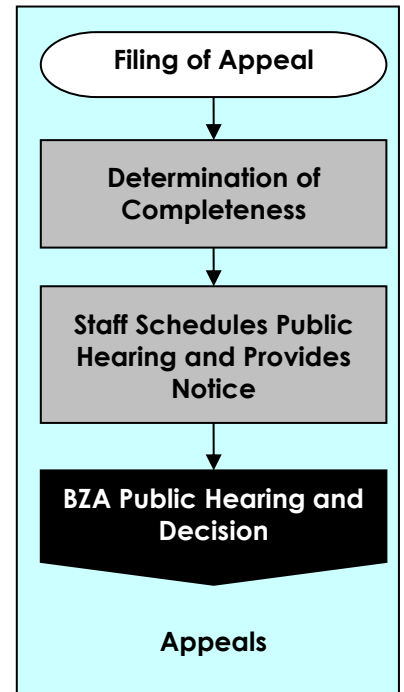 Filing of Appeal
Determination of
Completeness
Staff Schedules Public
Hearing and Provides
Notice
BZA Public Hearing and
Decision
Appeals